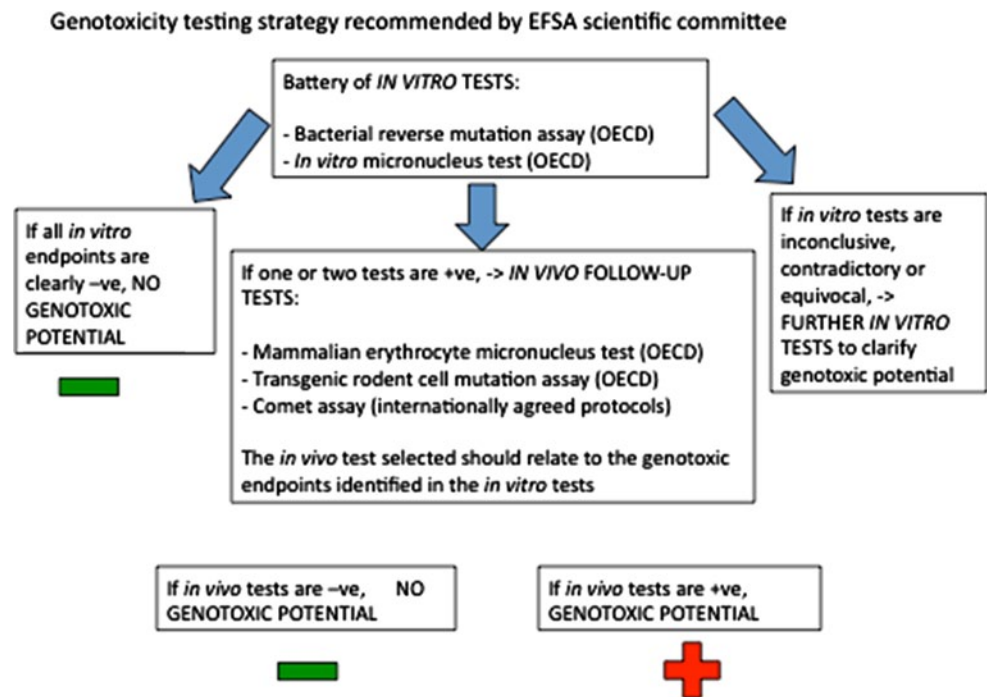 Genotoxicity testing strategy recommended by EFSA scientific committee
Battery of IN VITRO TESTS:
- Bacterial reverse mutation assay (OECD)
- In vitro micronucleus test (OECD)
If all in vitro
endpoints are
clearly –ve, NO
GENOTOXIC
POTENTIAL
If one or two tests are +ve, -> IN VIVO FOLLOW-UP
TESTS:
- Mammalian erythrocyte micronucleus test (OECD)
- Transgenic rodent cell mutation assay (OECD)
- Comet assay (internationally agreed protocols)
The in vivo test selected should relate to the genotoxic
endpoints identified in the in vitro tests
If in vitro tests are
inconclusive,
contradictory or
equivocal, ->
FURTHER IN VITRO
TESTS to clarify
genotoxic potential
If in vivo tests are –ve, NO
GENOTOXIC POTENTIAL
If in vivo tests are +ve,
GENOTOXIC POTENTIAL